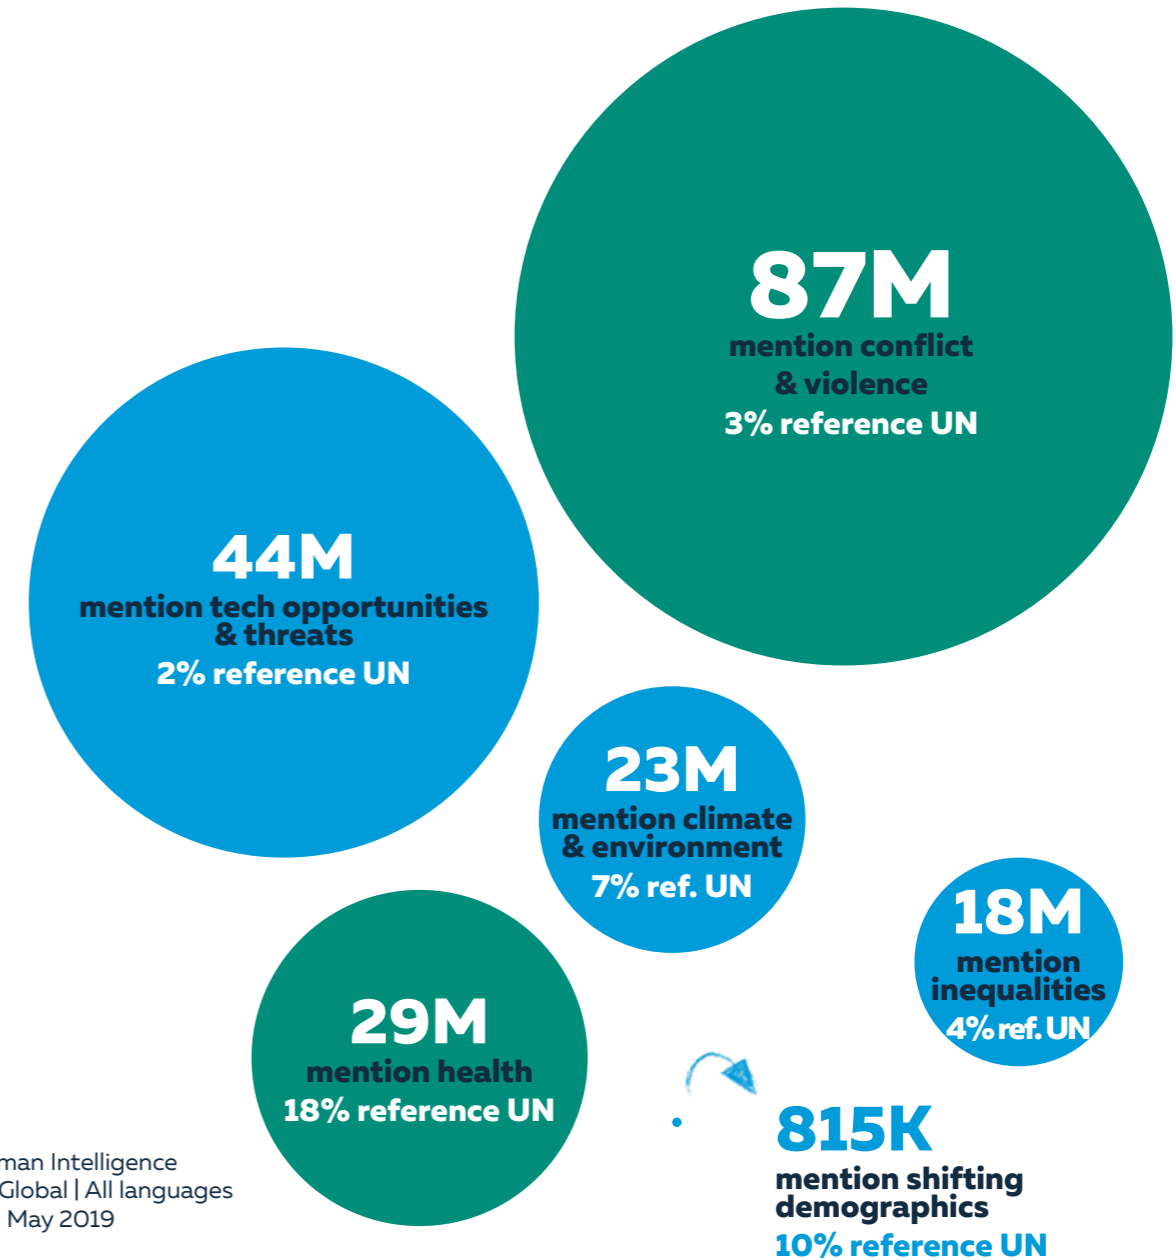 87M
mention conflict
& violence
3% reference UN
44M
mention tech opportunities
& threats
2% reference UN
23M
mention climate
& environment
7% ref. UN
18M
mention
inequalities
4% ref. UN
29M
mention health
18% reference UN
815K
mention shifting
demographics
10% reference UN
man Intelligence
Global | All languages
May 2019